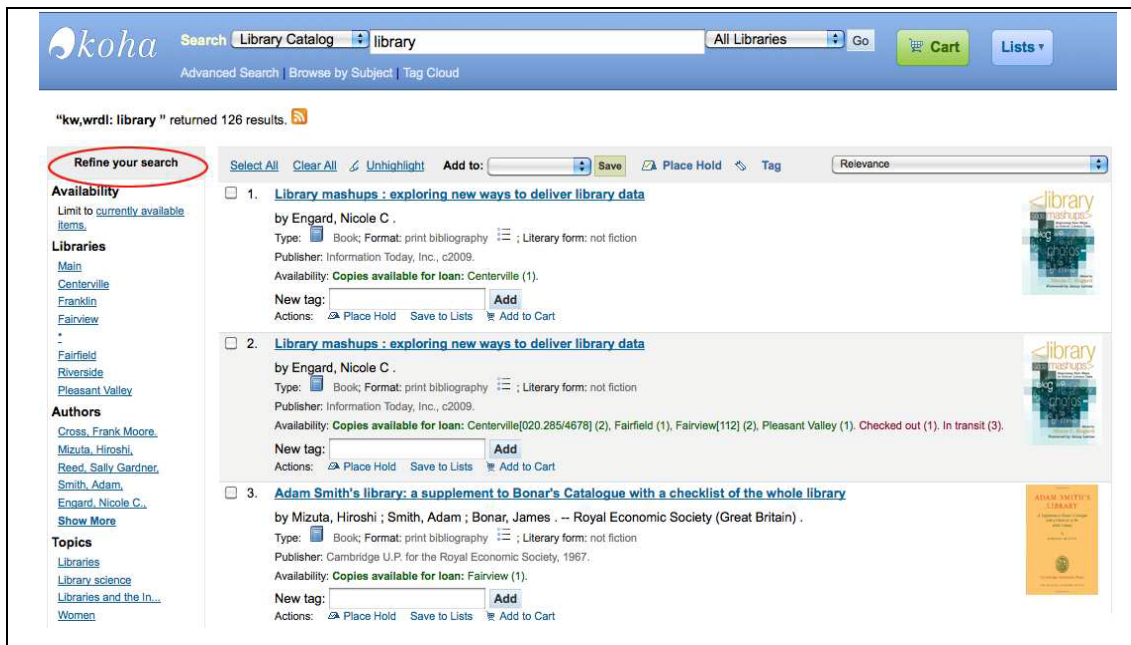 koha Search Library Catalog library All Libraries Go Cart Lists
Advanced Search | Browse by Subject | Tag Cloud
"kw,wrdl: library " returned 126 results.
Refine your search
Availability
Limit to currently available
items.
Libraries
Main
Centerville
Franklin
Fairview
-
Fairfield
Riverside
Pleasant Valley
Authors
Cross, Frank Moore.
Mizuta, Hiroshi,
Reed, Sally Gardner,
Smith, Adam,
Engard, Nicole C.,
Show More
Topics
Libraries
Library science
Libraries and the In...
Women
Select All Clear All Unhighlight Add to: Save Place Hold Tag Relevance
1. Library mashups : exploring new ways to deliver library data
by Engard, Nicole C .
Type: Book; Format: print bibliography ; Literary form: not fiction
Publisher: Information Today, Inc., c2009.
Availability: Copies available for loan: Centerville (1).
New tag: Add
Actions: Place Hold Save to Lists Add to Cart
<library
mashups>
blog
photos
2. Library mashups : exploring new ways to deliver library data
by Engard, Nicole C .
Type: Book; Format: print bibliography ; Literary form: not fiction
Publisher: Information Today, Inc., c2009.
Availability: Copies available for loan: Centerville[020.285/4678] (2), Fairfield (1), Fairview[112] (2), Pleasant Valley (1). Checked out (1). In transit (3).
New tag: Add
Actions: Place Hold Save to Lists Add to Cart
<library
mashups>
blog
photos
3. Adam Smith's library: a supplement to Bonar's Catalogue with a checklist of the whole library
by Mizuta, Hiroshi ; Smith, Adam ; Bonar, James . -- Royal Economic Society (Great Britain) .
Type: Book; Format: print bibliography ; Literary form: not fiction
Publisher: Cambridge U.P. for the Royal Economic Society, 1967.
Availability: Copies available for loan: Fairview (1).
New tag: Add
Actions: Place Hold Save to Lists Add to Cart
ADAM SMITH'S
LIBRARY